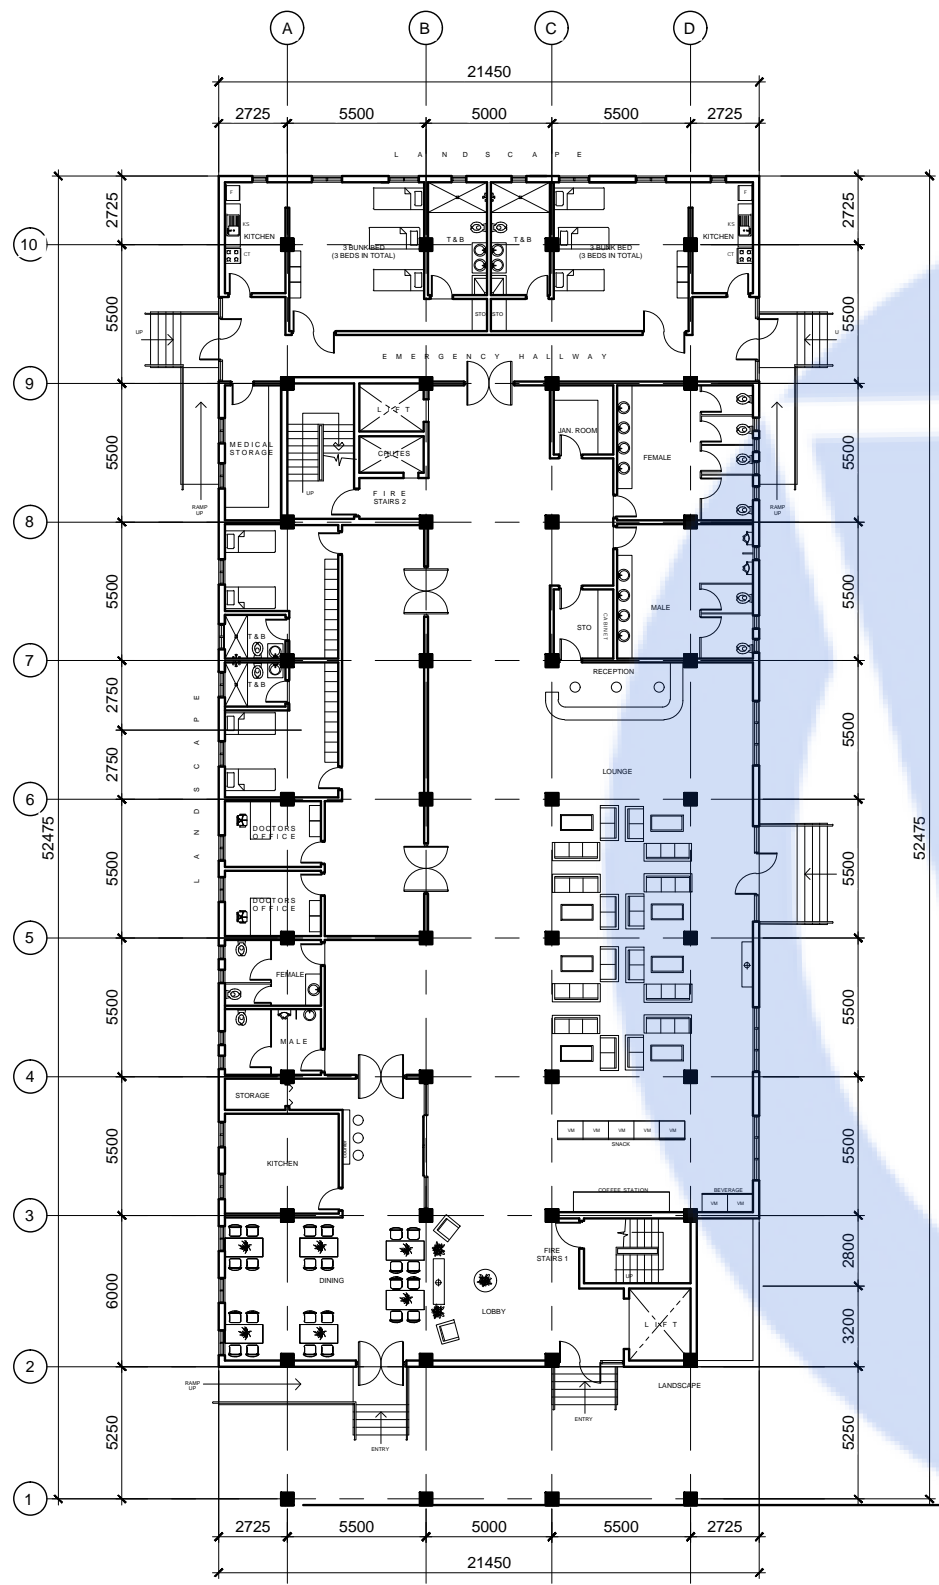 A B C D
21450
2725 5500 5000 5500 2725
L A N D S C A P E
2725 2725
F F
KS KS
KITCHEN T & B T & B KITCHEN
10
3 BUNK BED 3 BUNK BED
(3 BEDS IN TOTAL) (3 BEDS IN TOTAL)
CT CT
5500 5500
STO STO
UP U
E M E R G E N C Y H A L L W A Y
9
L I F T
JAN. ROOM
MEDICAL
STORAGE
5500 5500
CHUTES
FEMALE
UP
FIRE
STAIRS 2
RAMP
UP
RAMP
UP
8
5500 5500
MALE
CABINET
STO
T & B
7
RECEPTION
T & B
2750
L A N D S C A P E
5500
2750
LOUNGE
6
52475 52475
DOCTORS
OFFICE
5500 5500
DOCTORS
OFFICE
5
FEMALE
5500 5500
MALE
4
STORAGE
VM VM VM VM VM
SNACK
5500 5500
KITCHEN
COFFEE STATION BEVERAGE
VM VM
3
FIRE
STAIRS 1
2800
UP
DINING
6000
LOBBY
L I F T
3200
2
RAMP
UP
LANDSCAPE
ENTRY
5250 5250
ENTRY
1
2725 5500 5000 5500 2725
21450